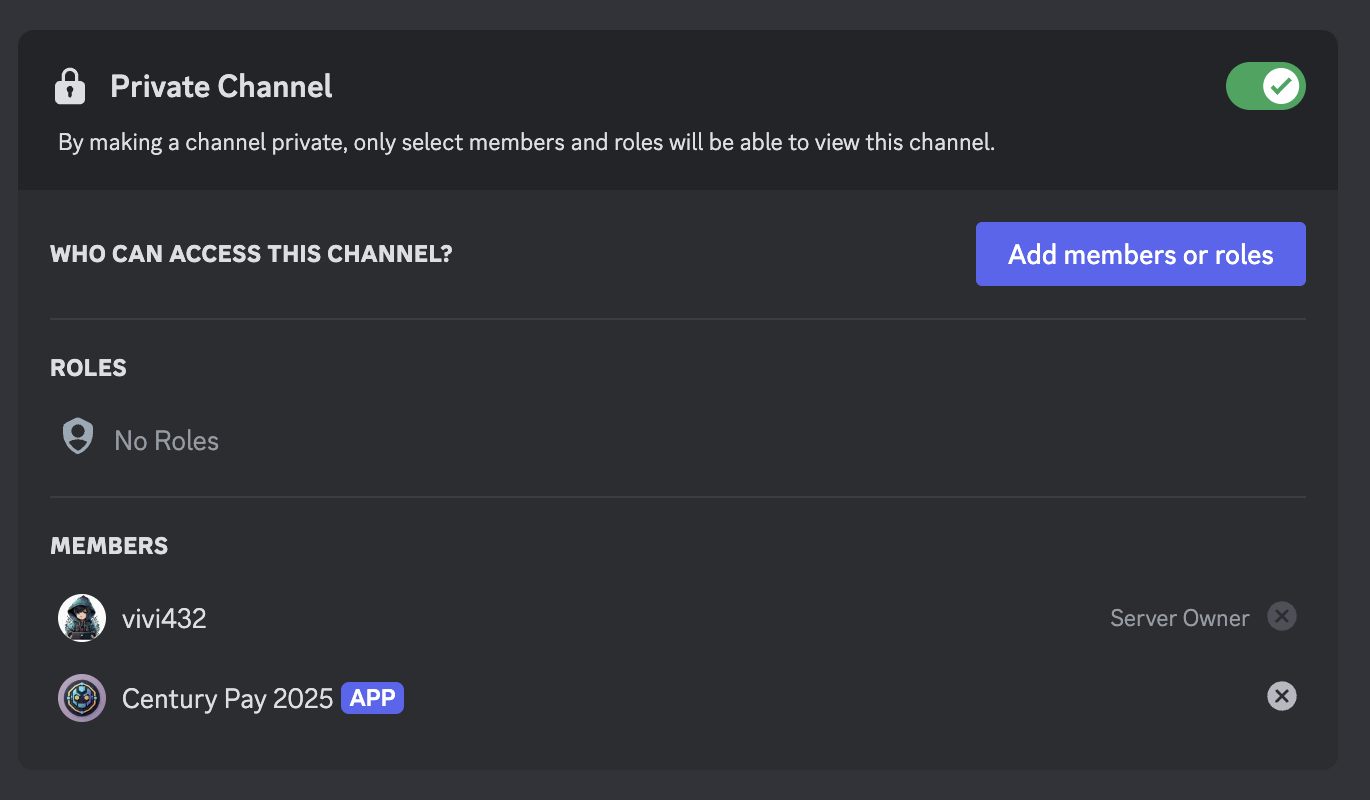 Private Channel
By making a channel private, only select members and roles will be able to view this channel.
WHO CAN ACCESS THIS CHANNEL?
Add members or roles
ROLES
No Roles
MEMBERS
vivi432
Server Owner
Century Pay 2025 APP